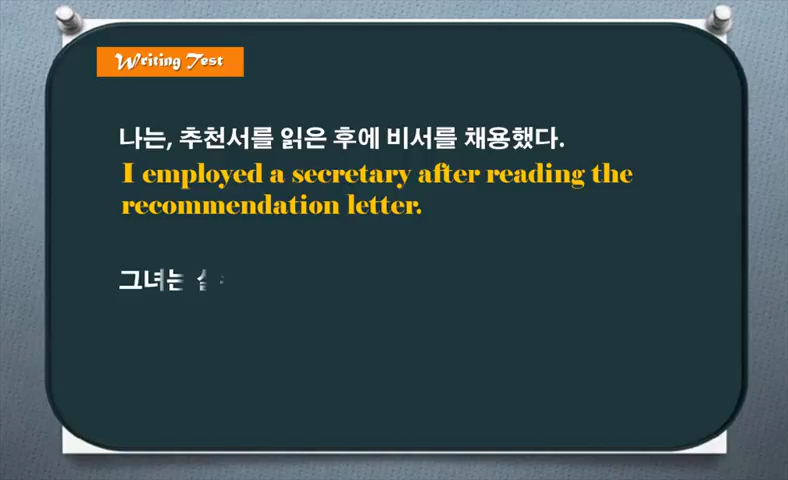 Writing Test
나는, 추천서를 읽은 후에 비서를 채용했다.
I employed a secretary after reading the
recommendation letter.
그녀는